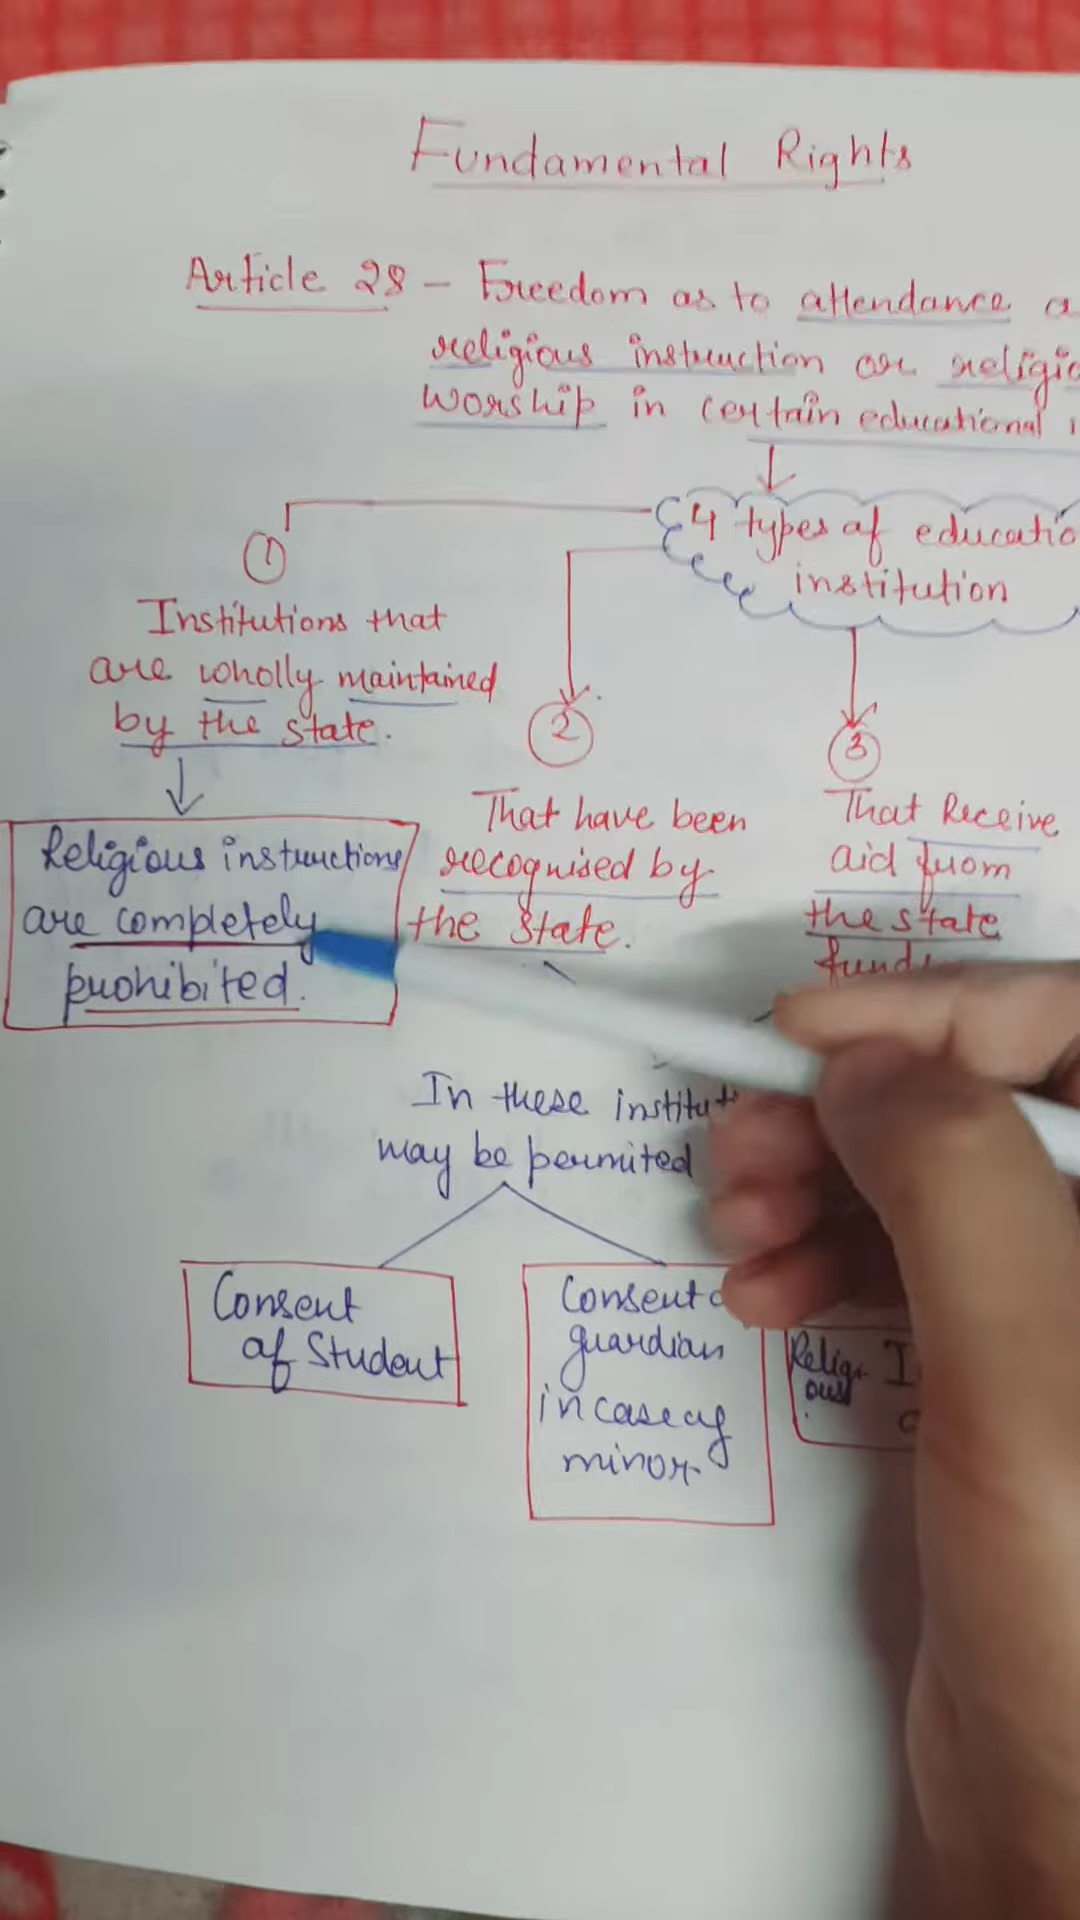 Fundamental Rights
Article 28 - Freedom as to attendance
religious instruction or
worship in certain educational
4 types of
institution
1
Institutions that
are wholly maintained
by the state.
Religious instructions
are completely
prohibited.
2
That have been
recognised by
the State.
3
That Receive
aid from
the state
In these
may be permited
Consent
of Student
Consent
guardian
in case of
minor